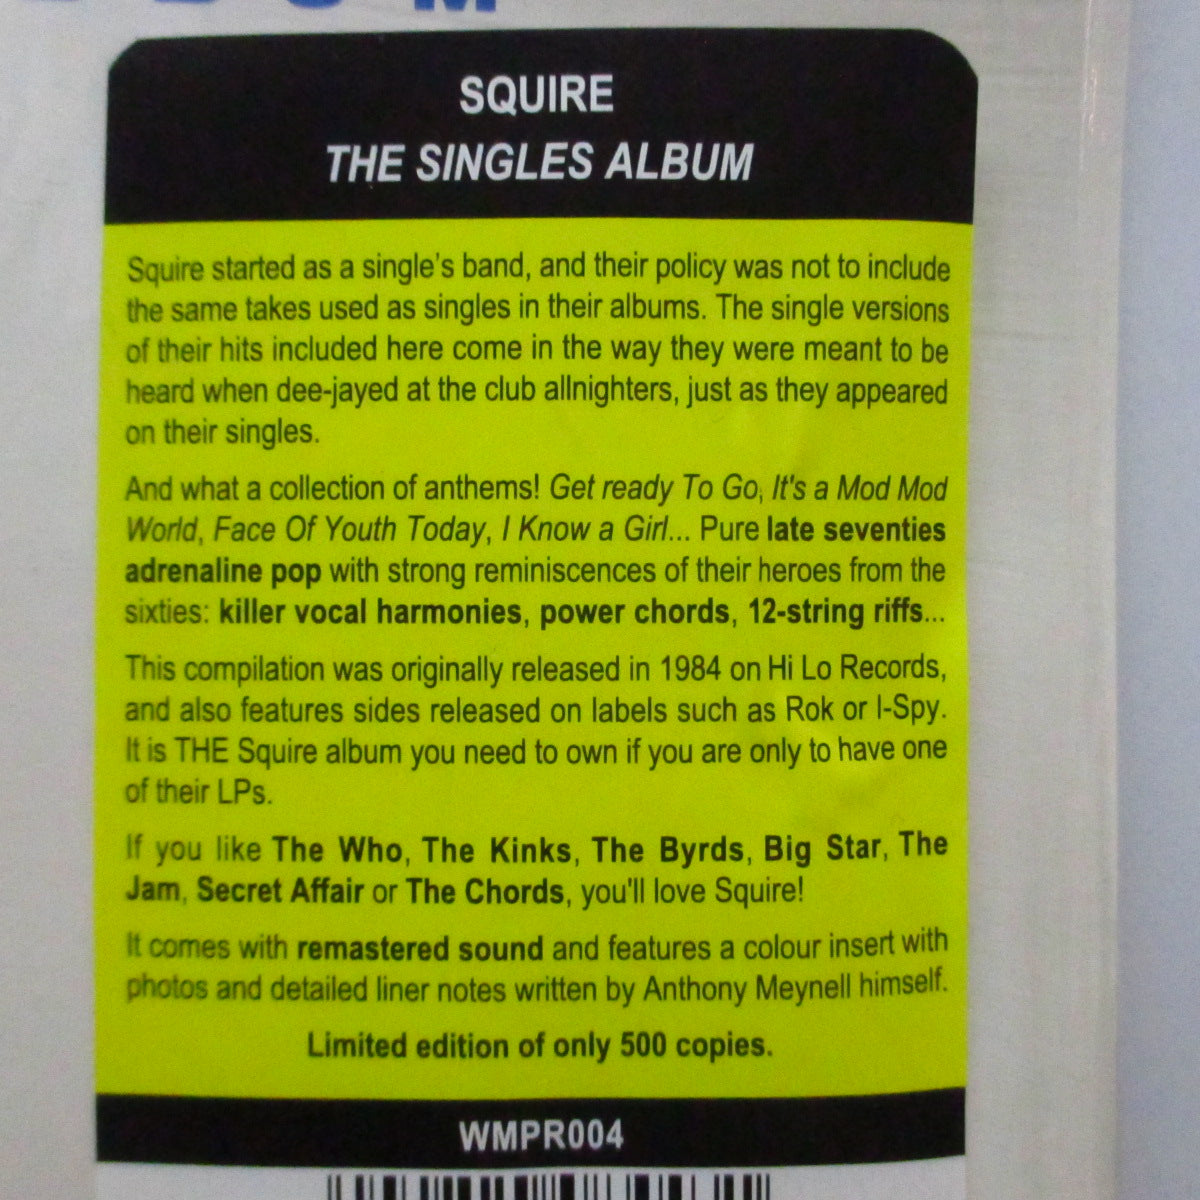 SQUIRE
THE SINGLES ALBUM
Squire started as a single's band, and their policy was not to include
the same takes used as singles in their albums. The single versions
of their hits included here come in the way they were meant to be
heard when dee-jayed at the club allnighters, just as they appeared
on their singles.
And what a collection of anthems! Get ready To Go, It's a Mod Mod
World, Face Of Youth Today, I Know a Girl... Pure late seventies
adrenaline pop with strong reminiscences of their heroes from the
sixties: killer vocal harmonies, power chords, 12-string riffs...
This compilation was originally released in 1984 on Hi Lo Records,
and also features sides released on labels such as Rok or I-Spy.
It is THE Squire album you need to own if you are only to have one
of their LPs.
If you like The Who, The Kinks, The Byrds, Big Star, The
Jam, Secret Affair or The Chords, you'll love Squire!
It comes with remastered sound and features a colour insert with
photos and detailed liner notes written by Anthony Meynell himself.
Limited edition of only 500 copies.
WMPR004